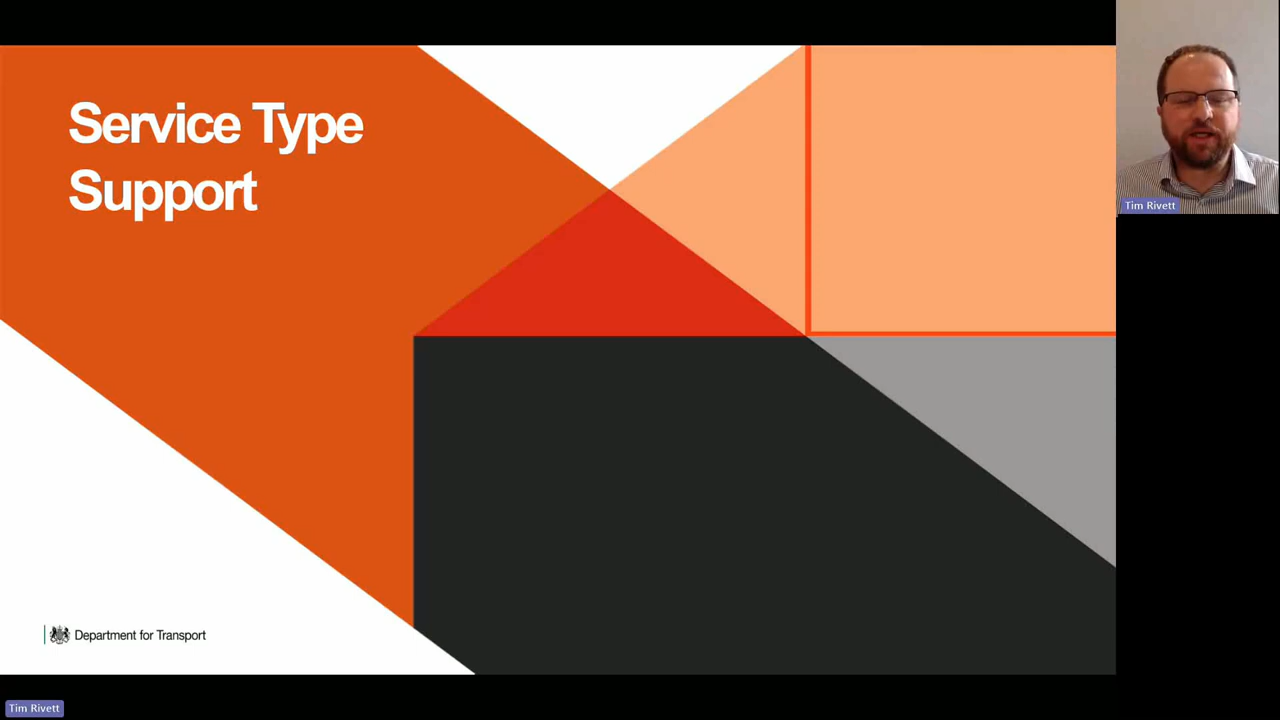 Service Type
Support
Tim Rivett
Department for Transport
Tim Rivett